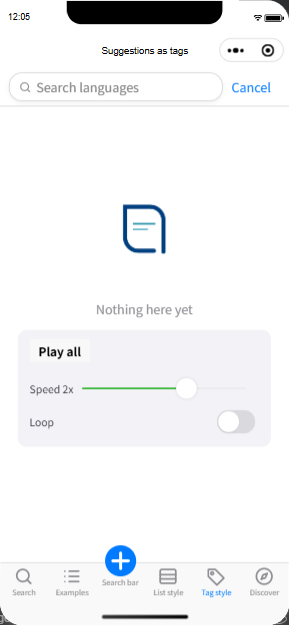 12:05
Suggestions as tags
Search languages
Cancel
Nothing here yet
Play all
Speed 2x
Loop
Search
Examples
Search bar
List style
Tag style
Discover